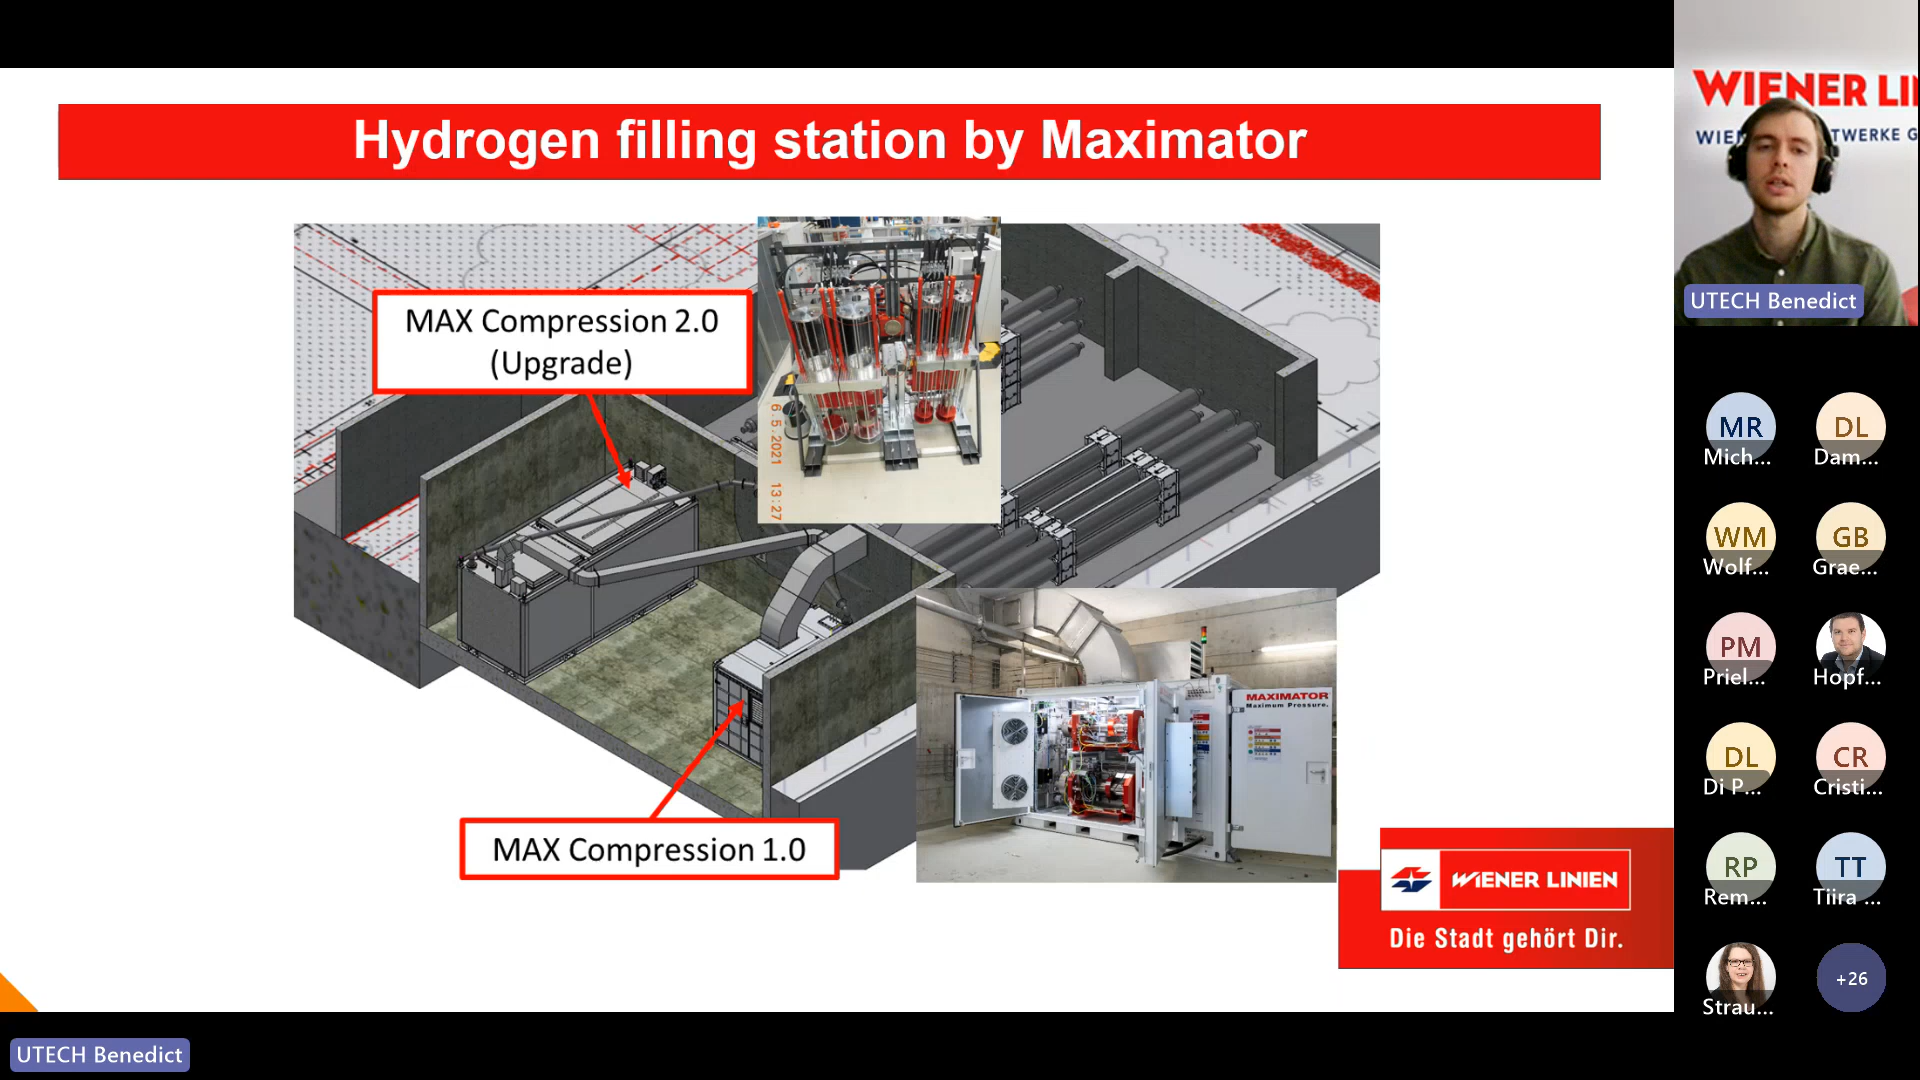 Hydrogen filling station by Maximator
MAX Compression 2.0
(Upgrade)
6.5.2021 13:27
MAXIMATOR
Maximum Pressure.
MAX Compression 1.0
WIENER LINIEN
Die Stadt gehört Dir.
UTECH Benedict
WIENER LI
WIE
TWERKE G
UTECH Benedict
MR
Mich...
DL
Dam...
WM
Wolf...
GB
Grae...
PM
Priel...
Hopf...
DL
Di P...
CR
Cristi...
RP
Rem...
TT
Tiira ...
Strau...
+26